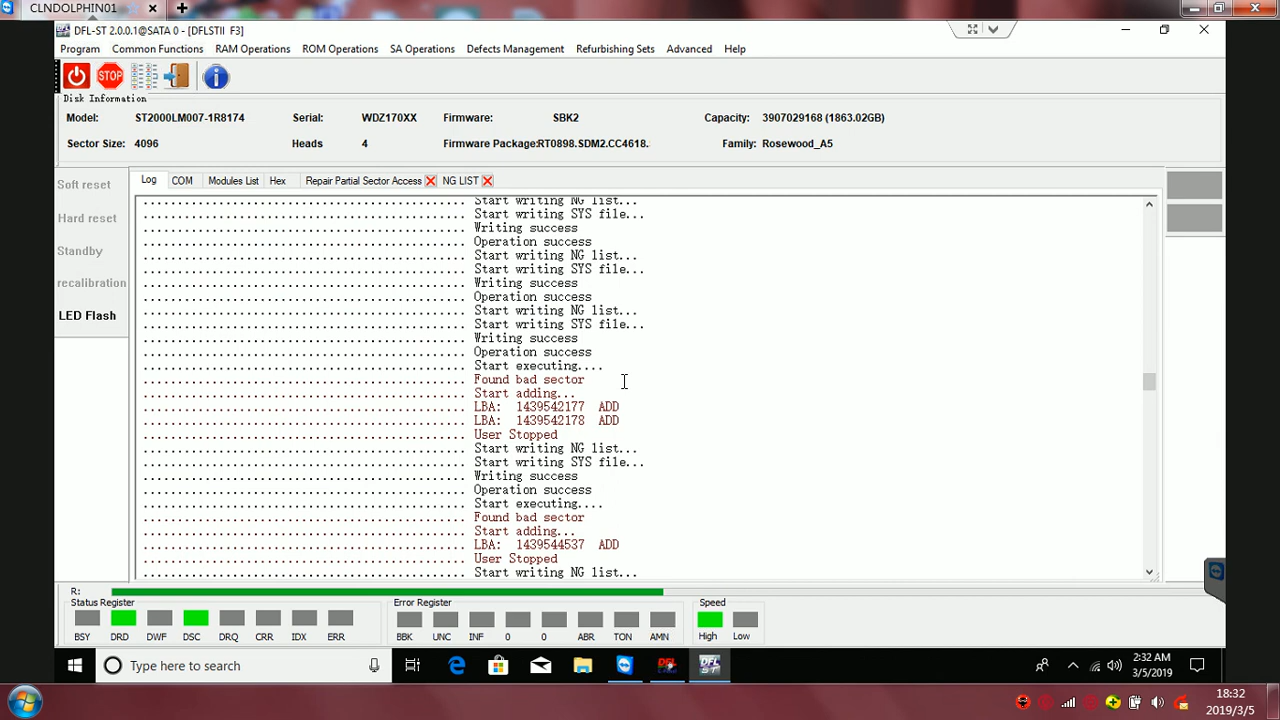 CLNDOLPHIN01
DFL-ST 2.0.0.1@SATA 0 - [DFLSTII F3]
Program Common Functions RAM Operations ROM Operations SA Operations Defects Management Refurbishing Sets Advanced Help
STOP
Disk Information
Model: ST2000LM007-1R8174 Serial: WDZ170XX Firmware: SBK2 Capacity: 3907029168 (1863.02GB)
Sector Size: 4096 Heads 4 Firmware Package:RT0898.SDM2.CC4618. Family: Rosewood_A5
Log COM Modules List Hex Repair Partial Sector Access NG LIST
Soft reset
Hard reset
Standby
recalibration
LED Flash
............................................... Start writing NG list...
............................................... Start writing SYS file...
............................................... Writing success
............................................... Operation success
............................................... Start writing NG list...
............................................... Start writing SYS file...
............................................... Writing success
............................................... Operation success
............................................... Start writing NG list...
............................................... Start writing SYS file...
............................................... Writing success
............................................... Operation success
............................................... Start executing....
............................................... Found bad sector
............................................... Start adding...
............................................... LBA: 1439542177 ADD
............................................... LBA: 1439542178 ADD
............................................... User Stopped
............................................... Start writing NG list...
............................................... Start writing SYS file...
............................................... Writing success
............................................... Operation success
............................................... Start executing....
............................................... Found bad sector
............................................... Start adding...
............................................... LBA: 1439544537 ADD
............................................... User Stopped
............................................... Start writing NG list...
R:
Status Register Error Register Speed
BSY DRD DWF DSC DRQ CRR IDX ERR BBK UNC INF 0 0 ABR TON AMN High Low
Type here to search
DFL
DFL ST
2:32 AM
3/5/2019
18:32
2019/3/5